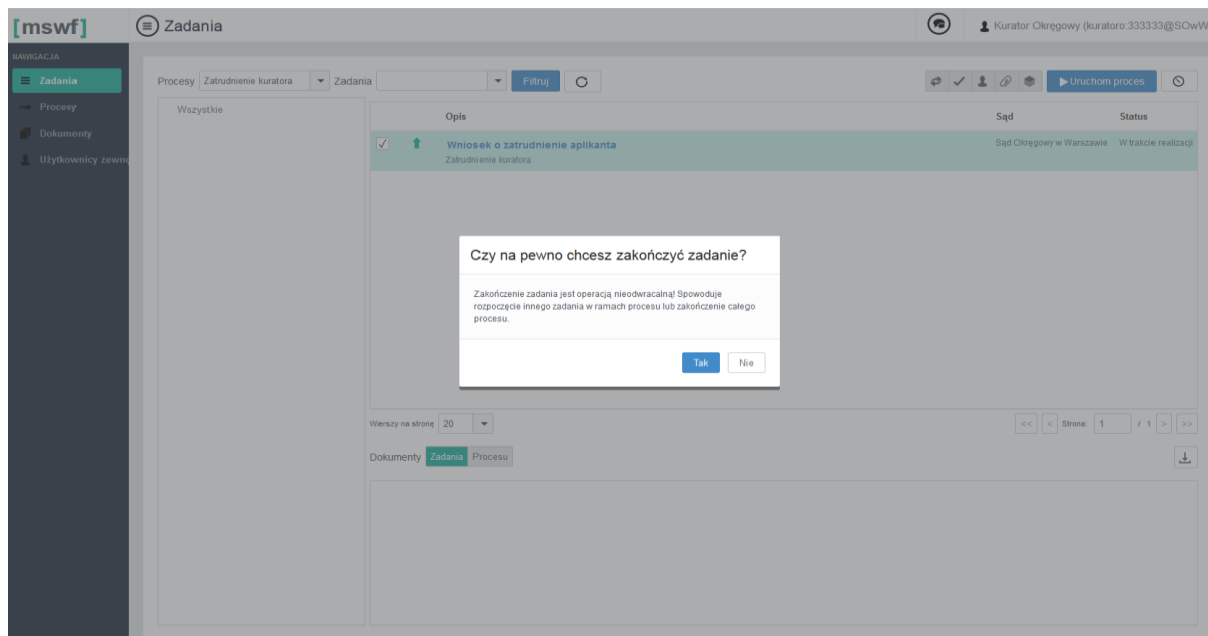 [mswf]
Zadania
Kurator Okręgowy (kuratoro:333333@SOwW
NAWIGACJA
Zadania
Procesy
Dokumenty
Użytkownicy zewnę
Procesy Zatrudnienie kuratora Zadania Filtruj Uruchom proces
Wszystkie
Opis Sąd Status
Wniosek o zatrudnienie aplikanta Sąd Okręgowy w Warszawie W trakcie realizacji
Zatrudnienie kuratora
Czy na pewno chcesz zakończyć zadanie?
Zakończenie zadania jest operacją nieodwracalną! Spowoduje
rozpoczęcie innego zadania w ramach procesu lub zakończenie całego
procesu.
Tak Nie
Wierszy na stronę 20 << < Strona: 1 / 1 > >>
Dokumenty Zadania Procesu